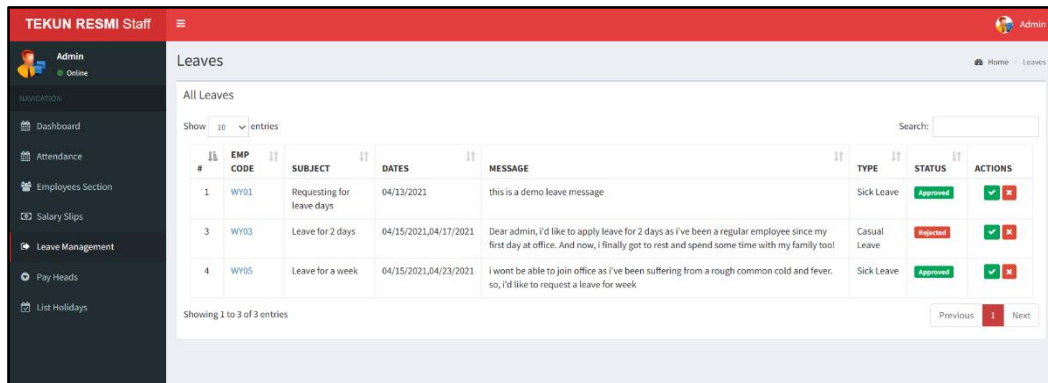 TEKUN RESMI Staff
Admin
Admin
Online
NAVIGATION
Dashboard
Attendance
Employees Section
Salary Slips
Leave Management
Pay Heads
List Holidays
Leaves
Home > Leaves
All Leaves
Show 10 entries
Search:
# EMP CODE SUBJECT DATES MESSAGE TYPE STATUS ACTIONS
1 WY01 Requesting for leave days 04/13/2021 this is a demo leave message Sick Leave Approved
3 WY03 Leave for 2 days 04/15/2021,04/17/2021 Dear admin, i'd like to apply leave for 2 days as i've been a regular employee since my first day at office. And now, i finally got to rest and spend some time with my family too! Casual Leave Rejected
4 WY05 Leave for a week 04/15/2021,04/23/2021 i wont be able to join office as i've been suffering from a rough common cold and fever. so, i'd like to request a leave for week Sick Leave Approved
Showing 1 to 3 of 3 entries
Previous 1 Next